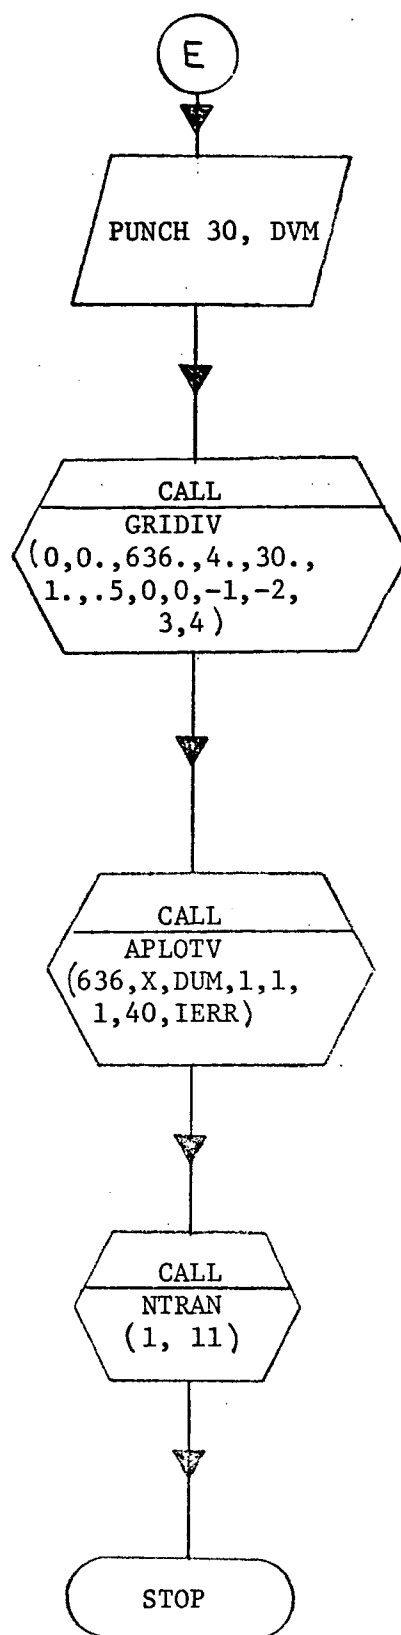 E
PUNCH 30, DVM
CALL
GRIDIV
(0,0.,636.,4.,30.,
1.,.5,0,0,-1,-2,
3,4)
CALL
APLOTV
(636,X,DUM,1,1,
1,40,IERR)
CALL
NTRAN
(1, 11)
STOP